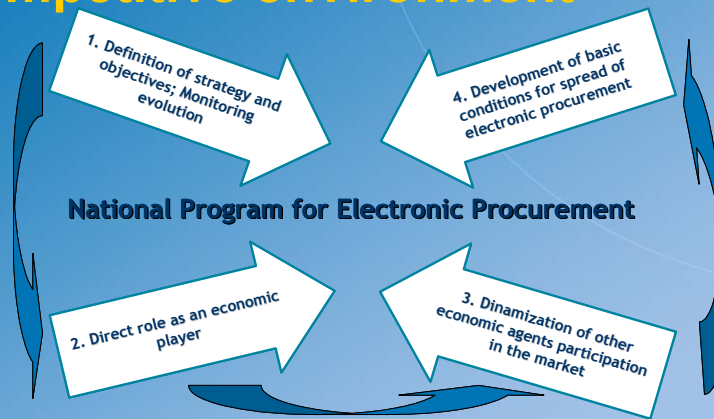 mpetitive environment
1. Definition of strategy and
objectives; Monitoring
evolution
4. Development of basic
conditions for spread of
electronic procurement
National Program for Electronic Procurement
2. Direct role as an economic
player
3. Dinamization of other
economic agents participation
in the market